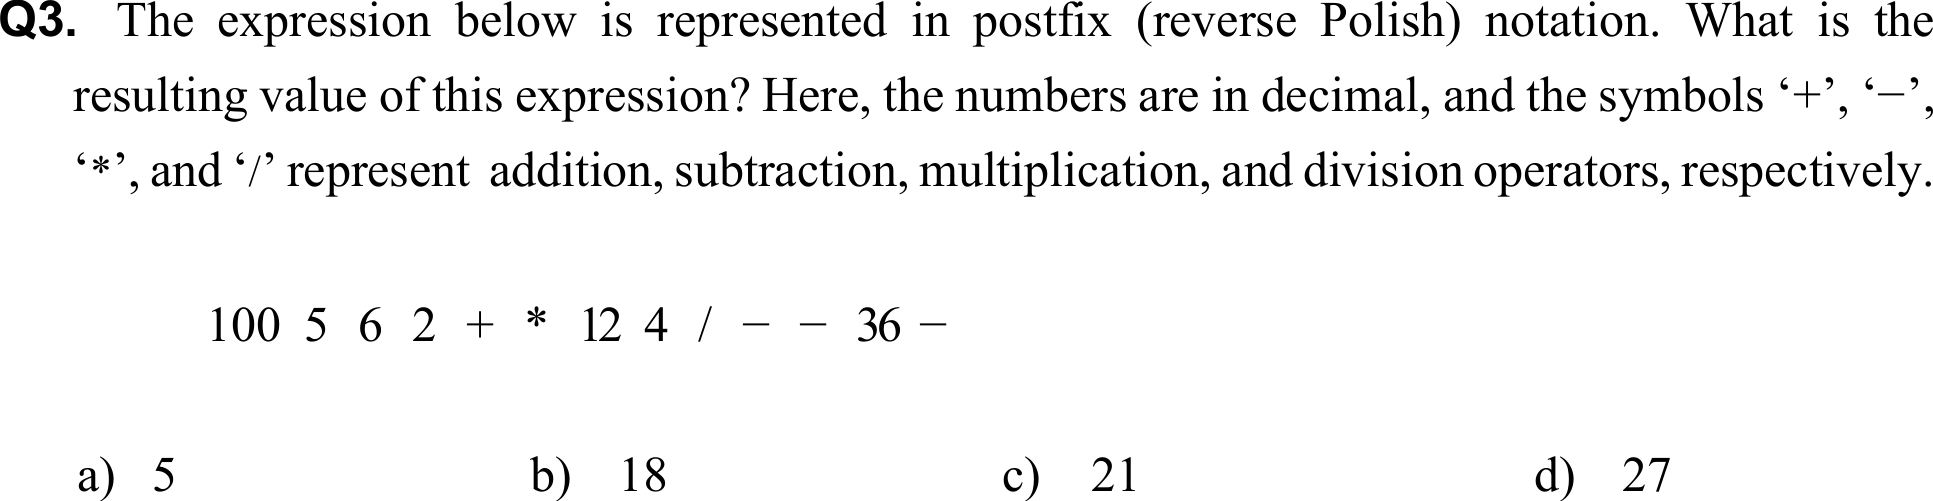 Q3. The expression below is represented in postfix (reverse Polish) notation. What is the
resulting value of this expression? Here, the numbers are in decimal, and the symbols ‘+’, ‘−’,
‘*’, and ‘/’ represent addition, subtraction, multiplication, and division operators, respectively.
100 5 6 2 + * 12 4 / − − 36 −
a) 5 b) 18 c) 21 d) 27